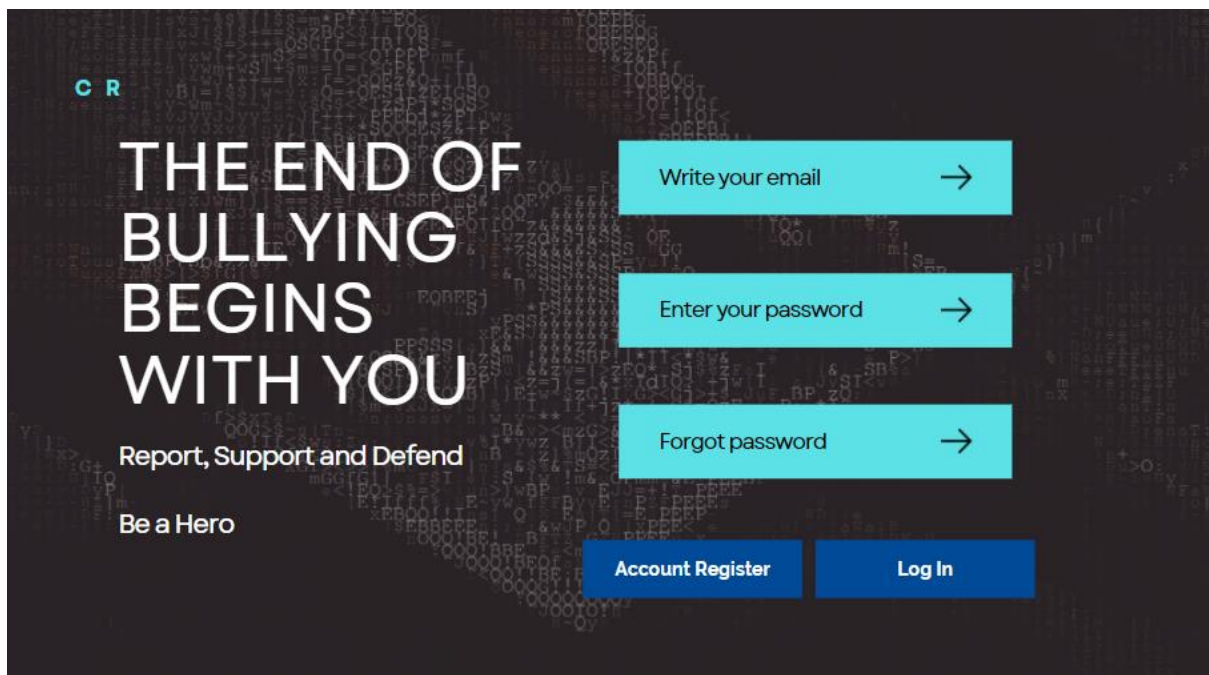 C R
THE END OF
BULLYING
BEGINS
WITH YOU
Report, Support and Defend
Be a Hero
Write your email
Enter your password
Forgot password
Account Register
Log In